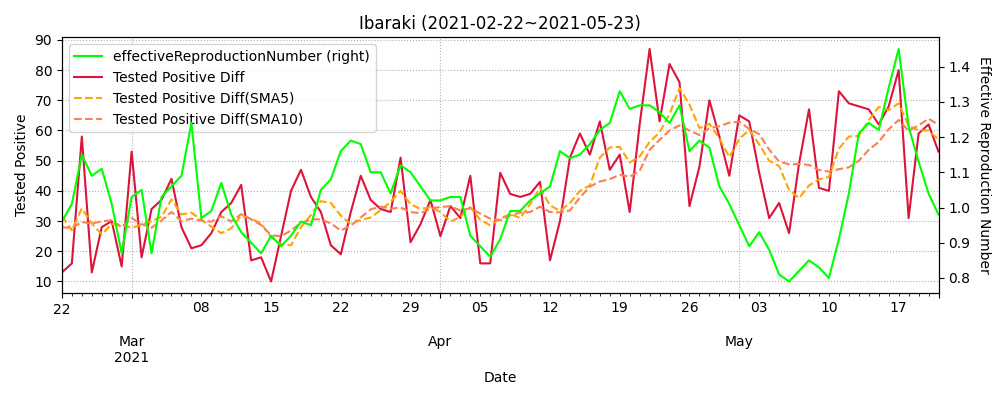 Ibaraki (2021-02-22~2021-05-23)
effectiveReproductionNumber (right)
Tested Positive Diff
Tested Positive Diff(SMA5)
Tested Positive Diff(SMA10)
Tested Positive
90
80
70
60
50
40
30
20
10
Effective Reproduction Number
1.4
1.3
1.2
1.1
1.0
0.9
0.8
22 08 15 22 29 05 12 19 26 03 10 17
Mar Apr May
2021
Date